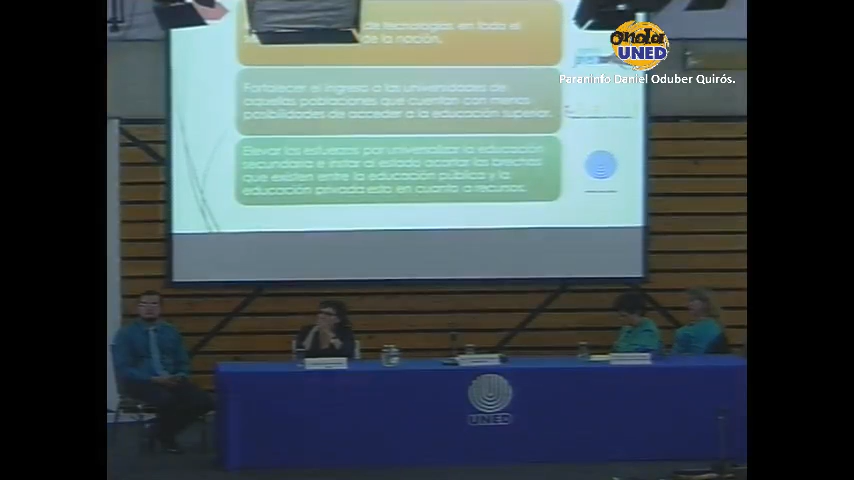 onda
UNED
Paraninfo Daniel Oduber Quirós.
de tecnologías en todo el
de la nación.
Fortalecer el ingreso a las universidades de
aquellas poblaciones que cuentan con menos
posibilidades de acceder a la educación superior.
Elevar los esfuerzos por universalizar la educación
secundaria e instar al estado acortar las brechas
que existen entre la educación pública y la
educación privada esto en cuanto a recursos.
UNED